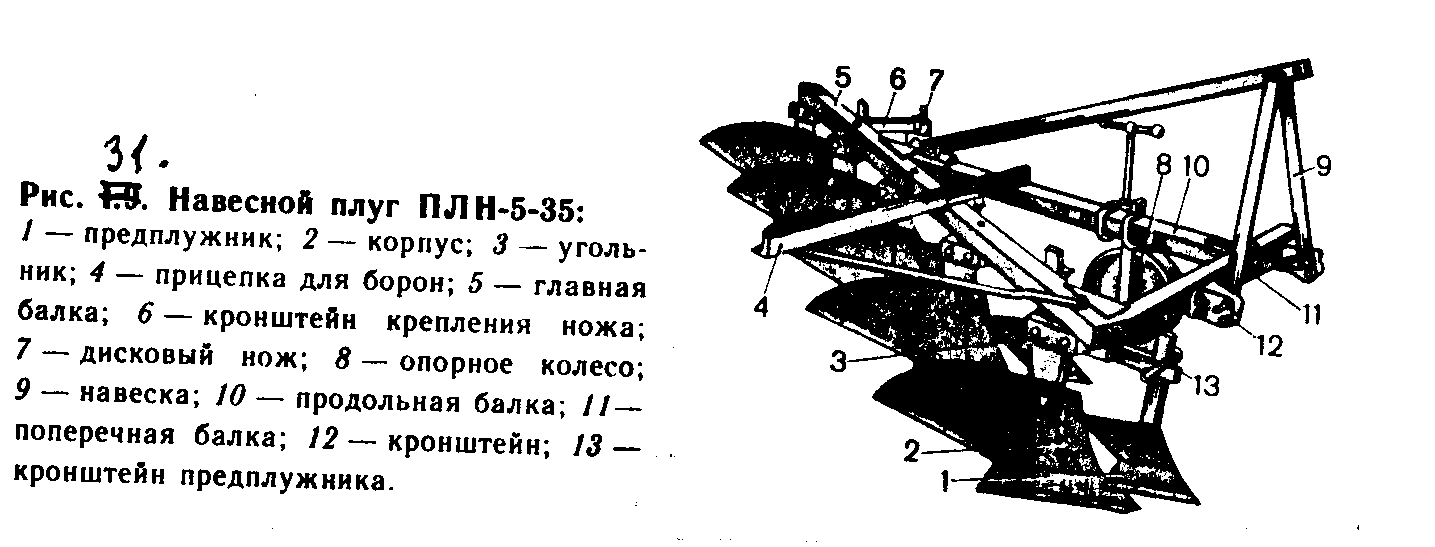 31.
Рис. 1.9. Навесной плуг ПЛН-5-35:
1 — предплужник; 2 — корпус; 3 — уголь-
ник; 4 — прицепка для борон; 5 — главная
балка; 6 — кронштейн крепления ножа;
7 — дисковый нож; 8 — опорное колесо;
9 — навеска; 10 — продольная балка; 11—
поперечная балка; 12 — кронштейн; 13 —
кронштейн предплужника.
5 6 7
8 10 9
4
11
12
3
13
2
1